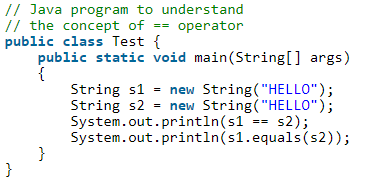 // Java program to understand
// the concept of == operator
public class Test {
    public static void main(String[] args)
    {
        String s1 = new String("HELLO");
        String s2 = new String("HELLO");
        System.out.println(s1 == s2);
        System.out.println(s1.equals(s2));
    }
}